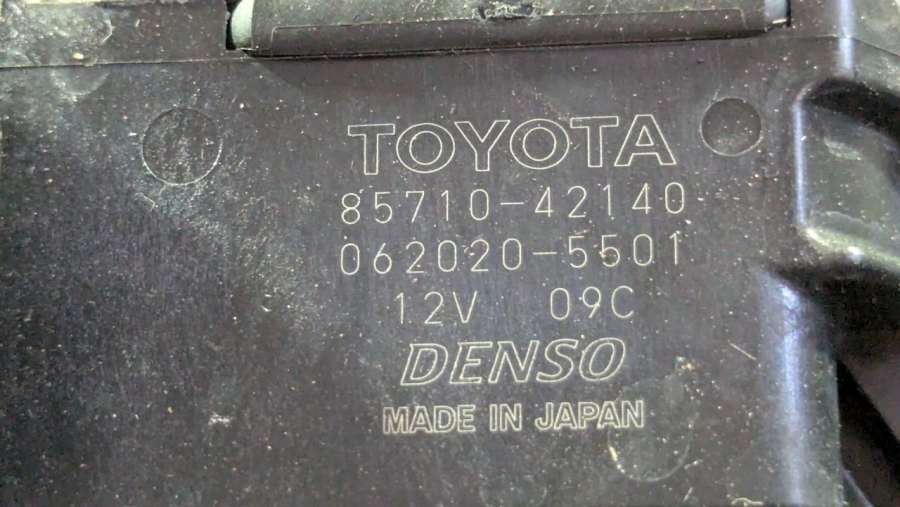 TOYOTA
85710-42140
062020-5501
12V 09C
DENSO
MADE IN JAPAN